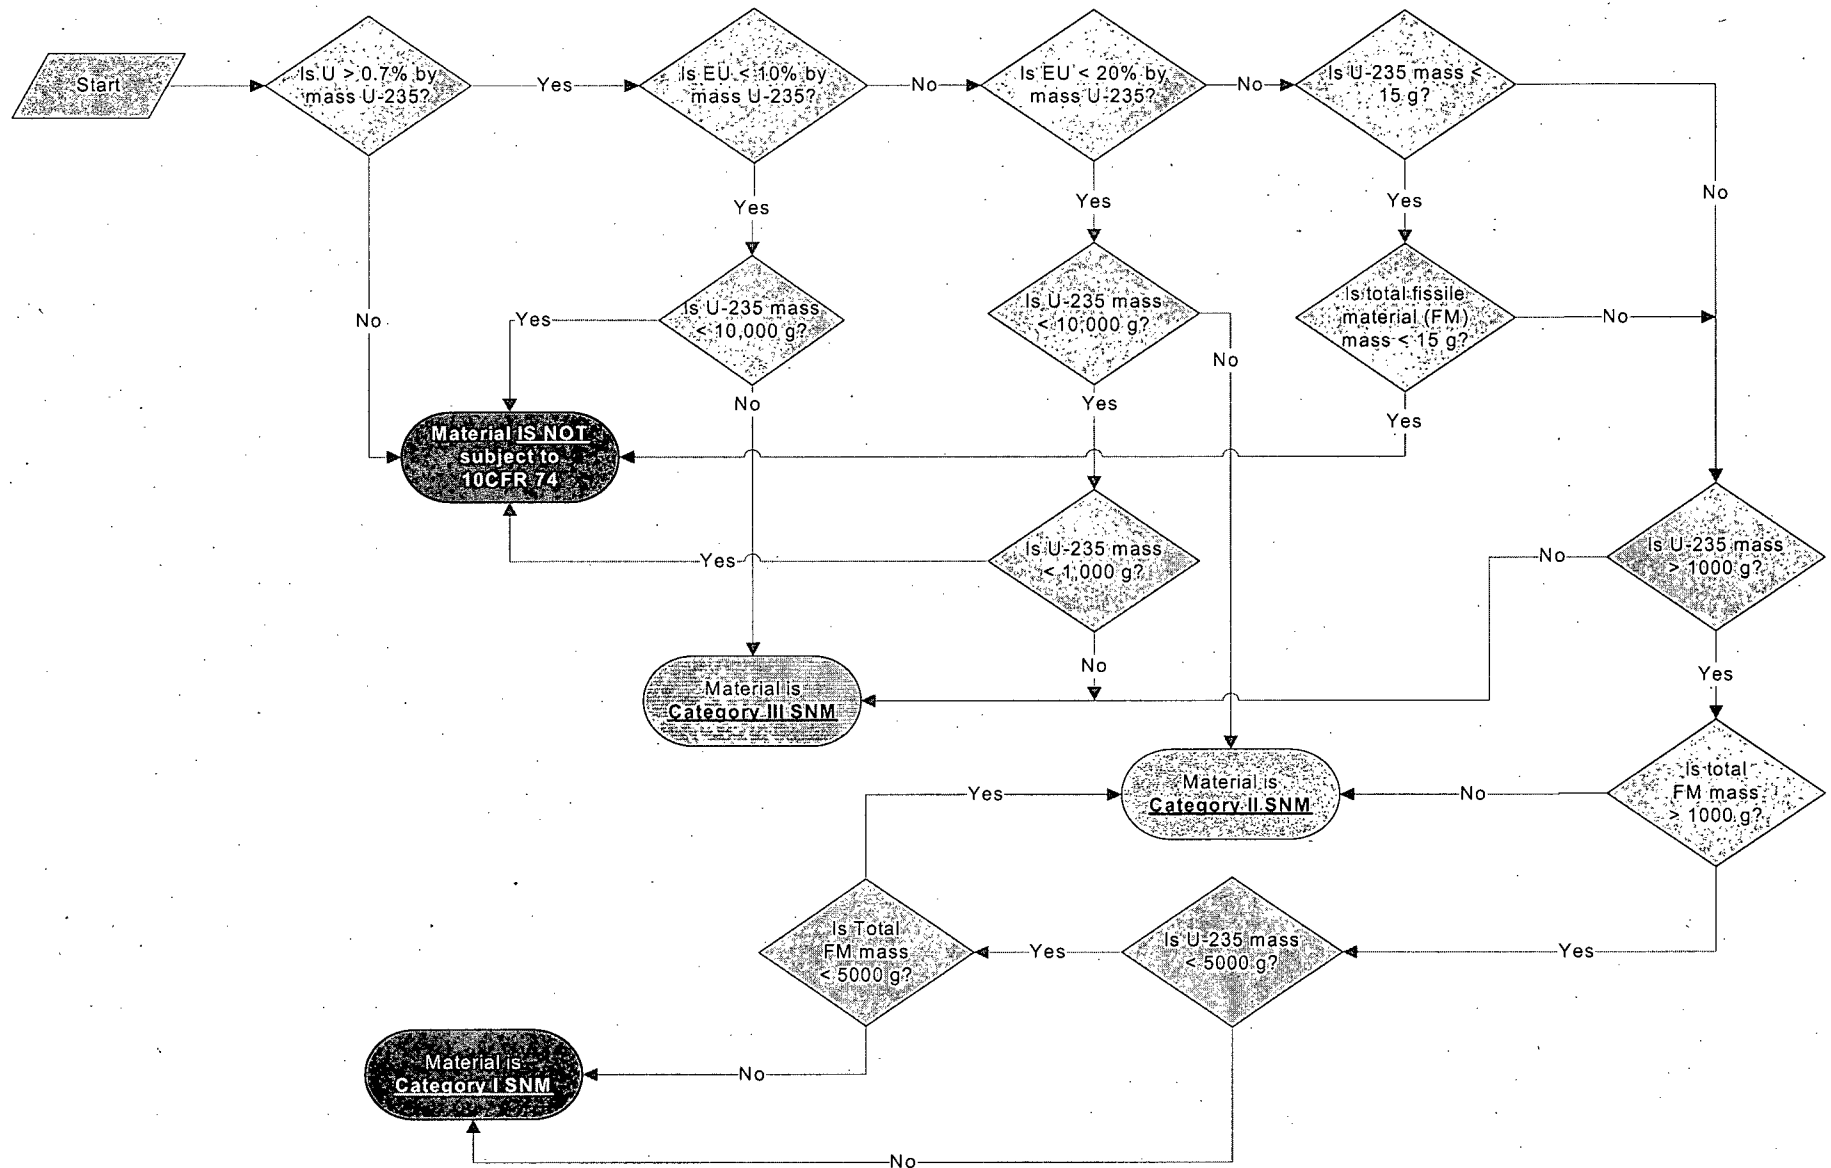 Start
Is U > 0.7% by
mass U-235?
Yes
Is EU < 10% by
mass U-235?
No
Is EU < 20% by
mass U-235?
No
Is U-235 mass <
15 g?
No
No
Yes
Yes
Yes
Is U-235 mass
< 10,000 g?
Yes
No
Is U-235 mass
< 10,000 g?
No
Yes
Is total fissile
material (FM)
mass < 15 g?
No
Yes
Material IS NOT
subject to
10CFR 74
Yes
Is U-235 mass
< 1,000 g?
No
No
Is U-235 mass
> 1000 g?
Yes
Material is
Category III SNM
Material is
Category II SNM
Yes
No
Is total
FM mass
> 1000 g?
Is Total
FM mass
< 5000 g?
Yes
Is U-235 mass
< 5000 g?
Yes
Material is
Category I SNM
No
No